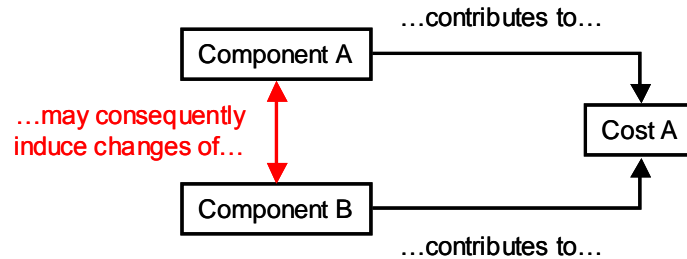 …contributes to…
Component A
…may consequently
induce changes of…
Cost A
Component B
…contributes to…